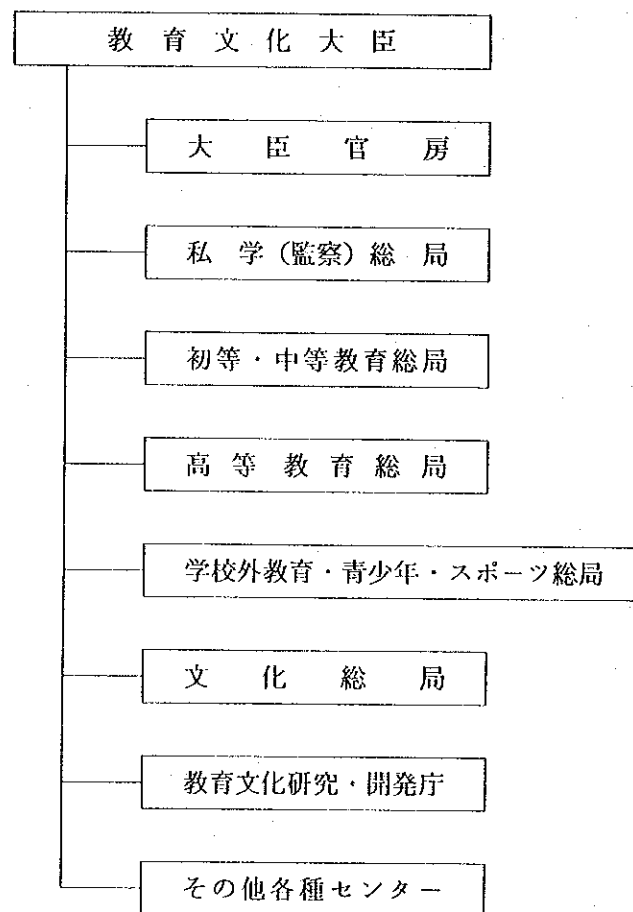 教育文化大臣
大臣官房
私学(監察)総局
初等・中等教育総局
高等教育総局
学校外教育・青少年・スポーツ総局
文化総局
教育文化研究・開発庁
その他各種センター